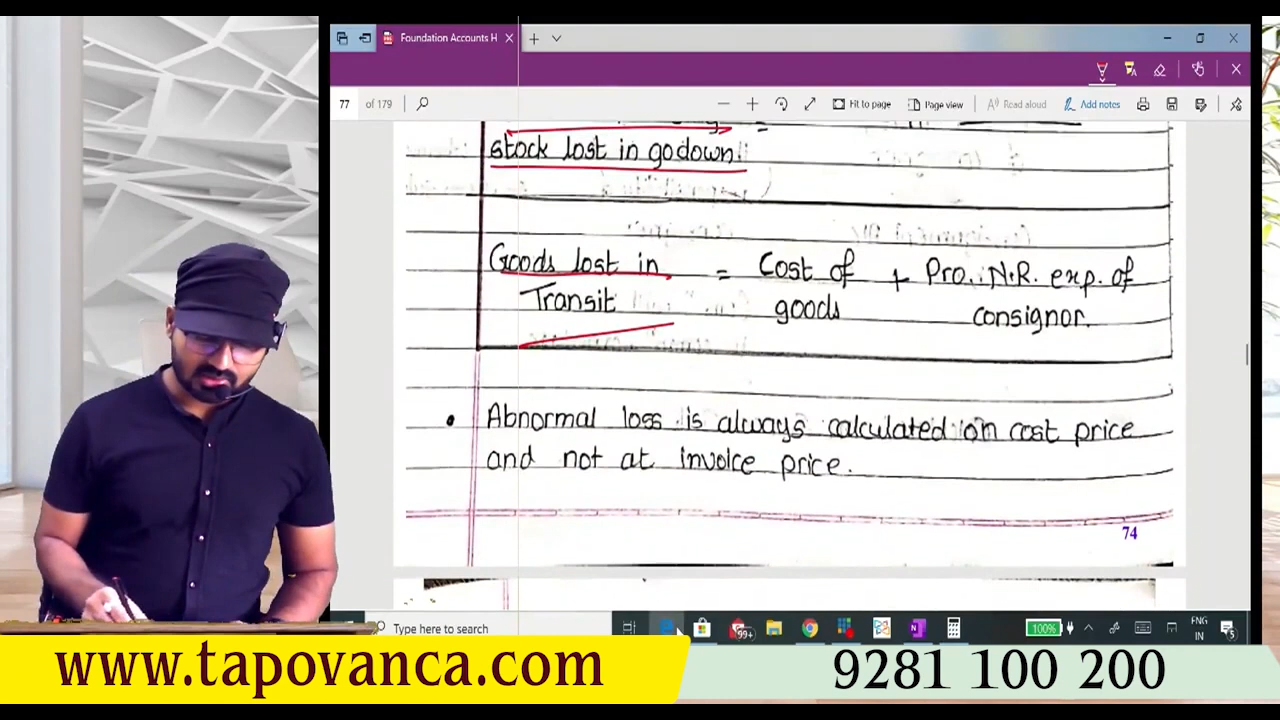 Foundation Accounts H
77 of 179
Fit to page
Page view
Read aloud
Add notes
stock lost in godown.
Goods lost in Transit = Cost of goods + Pro. N.R. exp. of consignor.
• Abnormal loss is always calculated on cost price
and not at invoice price.
74
Type here to search
99+
100%
ENG
IN
5
www.tapovanca.com
9281 100 200